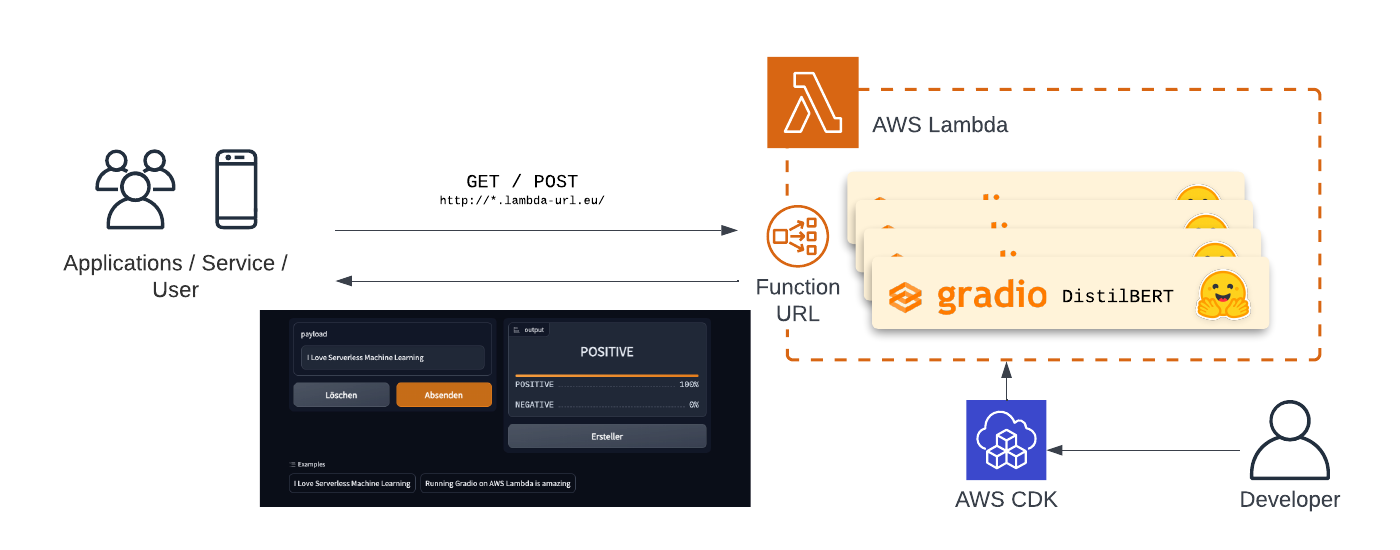 AWS Lambda
GET / POST
http://*.lambda-url.eu/
Applications / Service /
User
Function
URL
gradio DistilBERT
payload
I Love Serverless Machine Learning
Löschen
Absenden
output
POSITIVE
POSITIVE 100%
NEGATIVE 0%
Ersteller
Examples
I Love Serverless Machine Learning
Running Gradio on AWS Lambda is amazing
AWS CDK
Developer